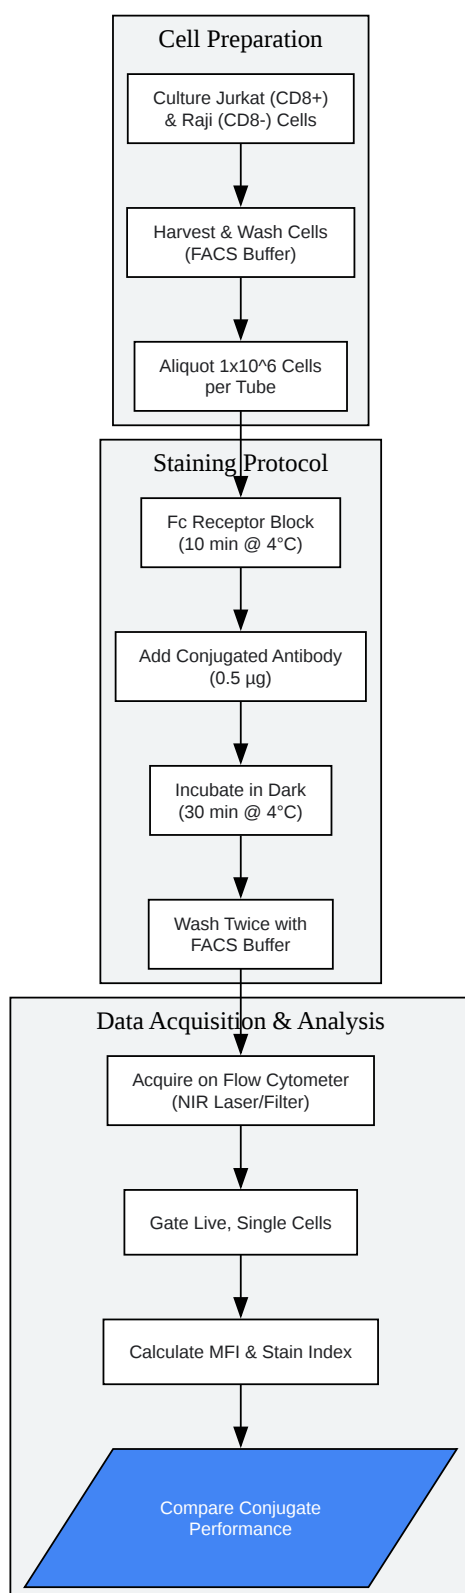 Cell Preparation
Culture Jurkat (CD8+)
& Raji (CD8-) Cells
Harvest & Wash Cells
(FACS Buffer)
Aliquot 1x10^6 Cells
per Tube
Staining Protocol
Fc Receptor Block
(10 min @ 4°C)
Add Conjugated Antibody
(0.5 µg)
Incubate in Dark
(30 min @ 4°C)
Wash Twice with
FACS Buffer
Data Acquisition & Analysis
Acquire on Flow Cytometer
(NIR Laser/Filter)
Gate Live, Single Cells
Calculate MFI & Stain Index
Compare Conjugate
Performance